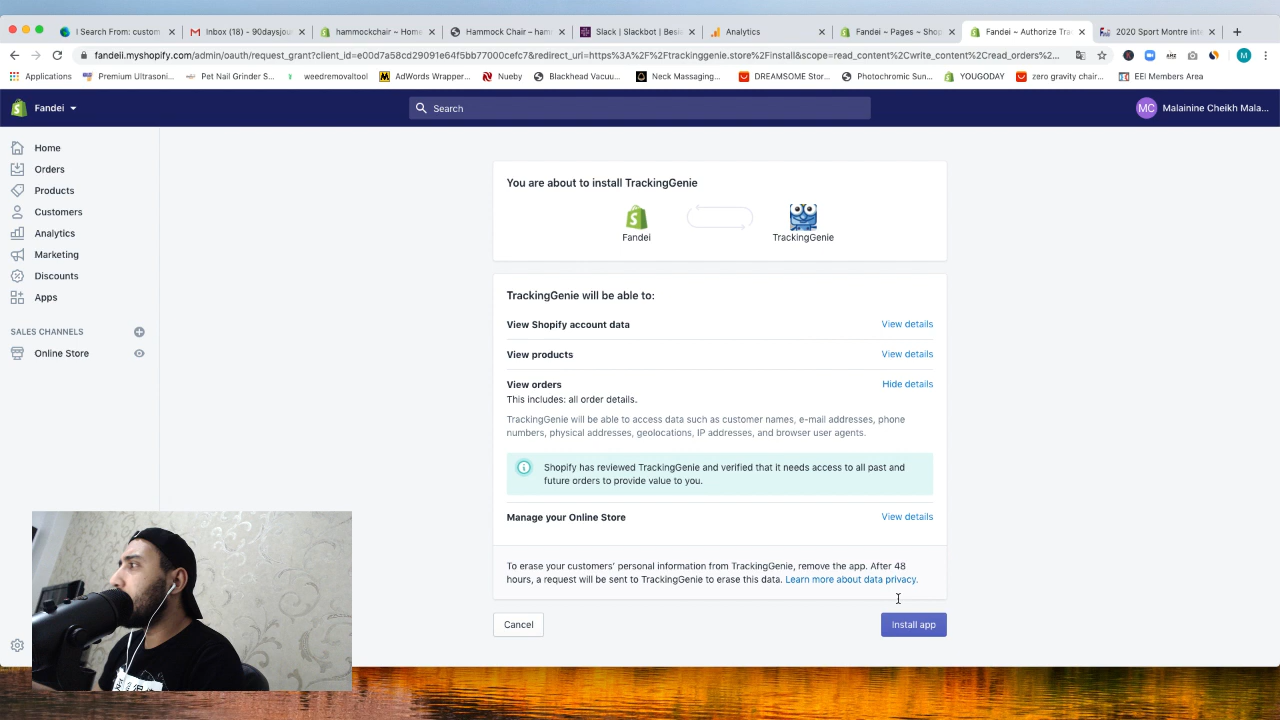 I Search From: custom
Inbox (18) - 90daysjou
hammockchair ~ Home
Hammock Chair – ham
Slack | Slackbot | Besi
Analytics
Fandei ~ Pages ~ Shop
Fandei ~ Authorize Tra
2020 Sport Montre int
fandeii.myshopify.com/admin/oauth/request_grant?client_id=e00d7a58cd29091e64f5bb77000cefc7&redirect_uri=https%3A%2F%2Ftrackinggenie.store%2Finstall&scope=read_content%2Cwrite_content%2Cread_orders%2...
Applications
Premium Ultrasoni...
Pet Nail Grinder S...
weedremovaltool
AdWords Wrapper...
Nueby
Blackhead Vacuu...
Neck Massaging...
DREAMSOME Stor...
Photochromic Sun...
YOUGODAY
zero gravity chair...
EEI Members Area
Fandei
Search
MC Malainine Cheikh Mala...
Home
Orders
Products
Customers
Analytics
Marketing
Discounts
Apps
SALES CHANNELS
Online Store
You are about to install TrackingGenie
Fandei
TrackingGenie
TrackingGenie will be able to:
View Shopify account data View details
View products View details
View orders Hide details
This includes: all order details.
TrackingGenie will be able to access data such as customer names, e-mail addresses, phone
numbers, physical addresses, geolocations, IP addresses, and browser user agents.
Shopify has reviewed TrackingGenie and verified that it needs access to all past and
future orders to provide value to you.
Manage your Online Store View details
To erase your customers’ personal information from TrackingGenie, remove the app. After 48
hours, a request will be sent to TrackingGenie to erase this data. Learn more about data privacy.
Cancel
Install app